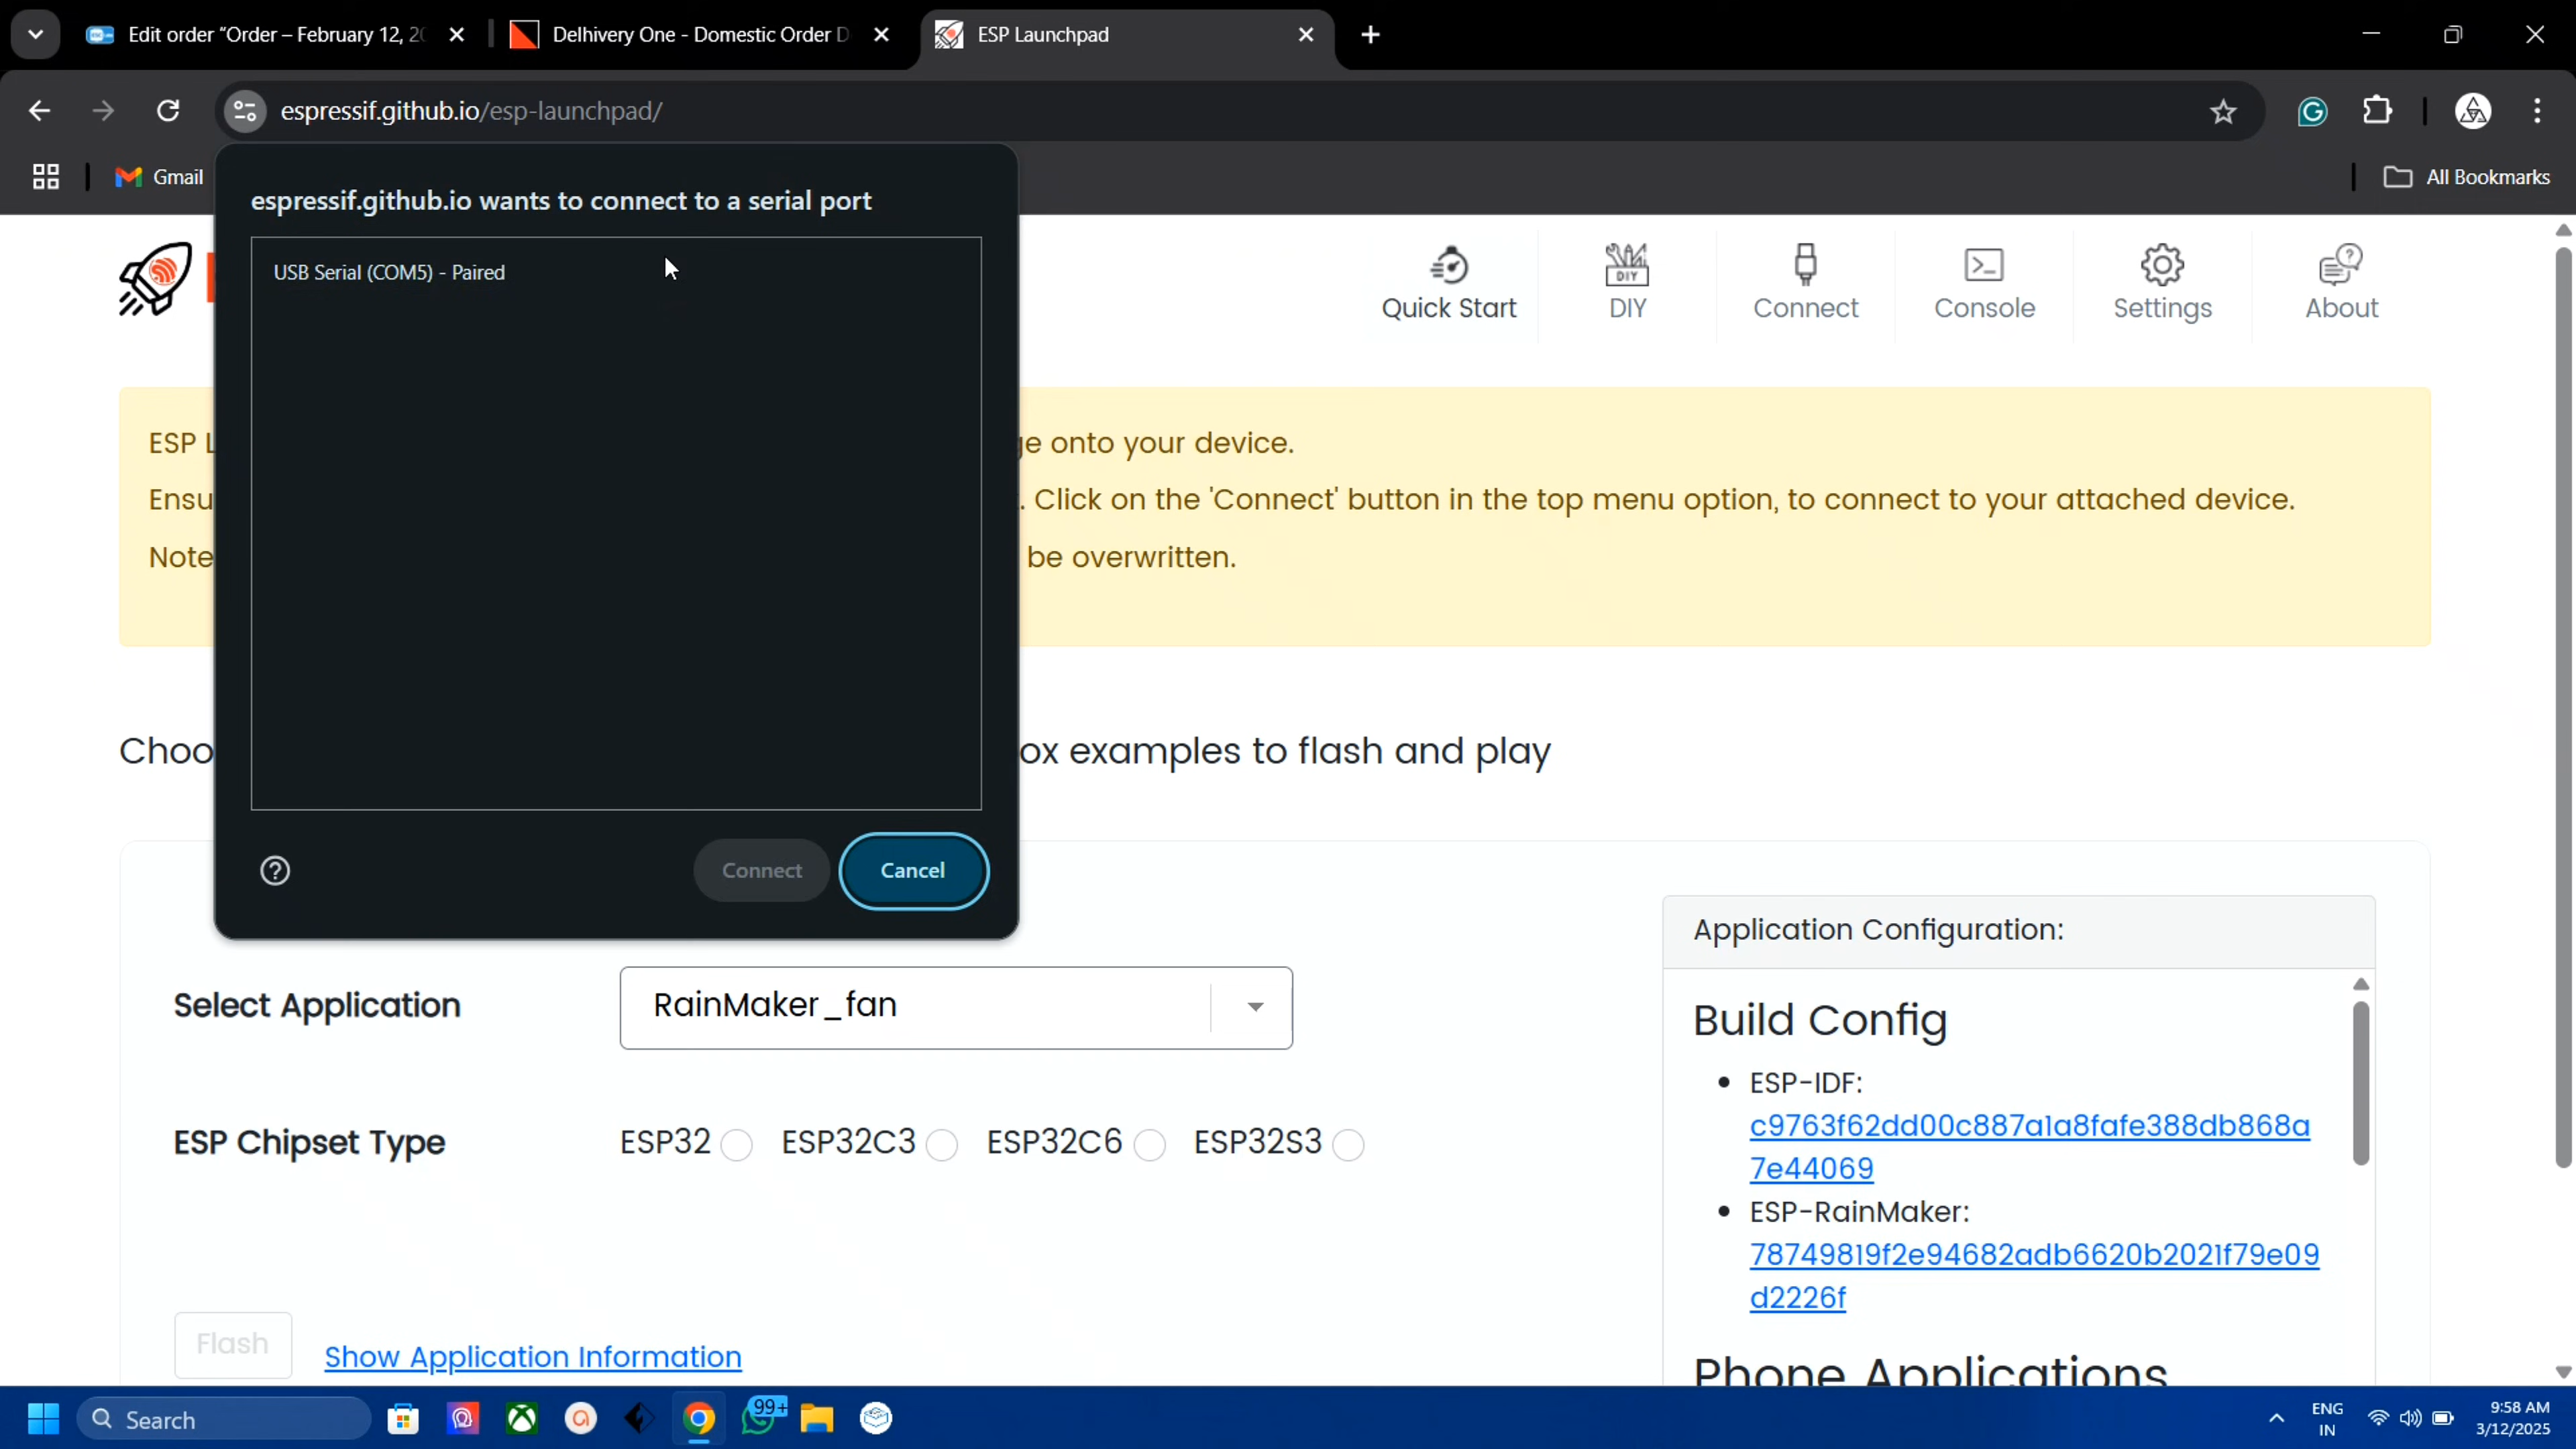 Edit order “Order – February 12, 20
Delhivery One - Domestic Order D
ESP Launchpad
espressif.github.io/esp-launchpad/
Gmail
All Bookmarks
espressif.github.io wants to connect to a serial port
USB Serial (COM5) - Paired
Connect
Cancel
Quick Start
DIY
DIY
Connect
Console
Settings
About
ESP L
ge onto your device.
Ensu
. Click on the 'Connect' button in the top menu option, to connect to your attached device.
Note
be overwritten.
Choo
ox examples to flash and play
Select Application
RainMaker_fan
ESP Chipset Type
ESP32
ESP32C3
ESP32C6
ESP32S3
Flash
Show Application Information
Application Configuration:
Build Config
ESP-IDF:
c9763f62dd00c887a1a8fafe388db868a
7e44069
ESP-RainMaker:
78749819f2e94682adb6620b2021f79e09
d2226f
Phone Applications
Search
99+
ENG
IN
9:58 AM
3/12/2025